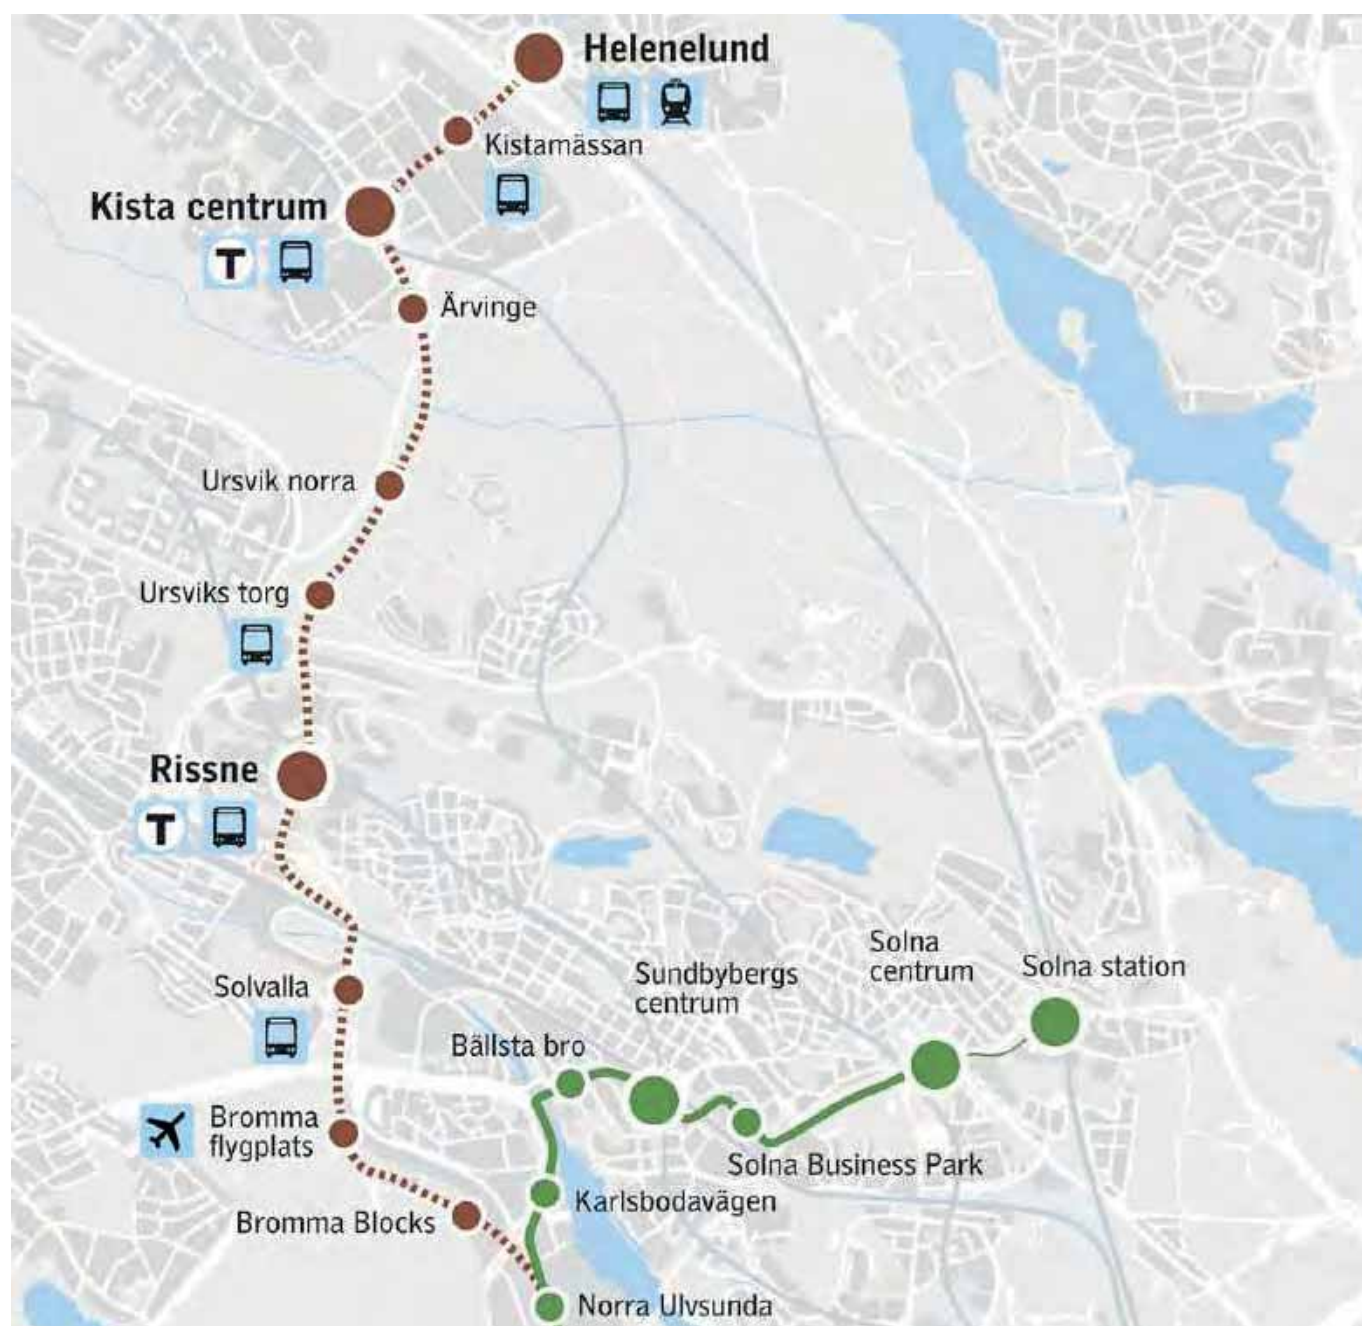 Helenelund
Kistamässan
Kista centrum
T
Ärvinge
Ursvik norra
Ursviks torg
Rissne
T
Solna
centrum
Solna station
Sundbybergs
centrum
Solvalla
Bällsta bro
Bromma
flygplats
Solna Business Park
Karlsbodavägen
Bromma Blocks
Norra Ulvsunda